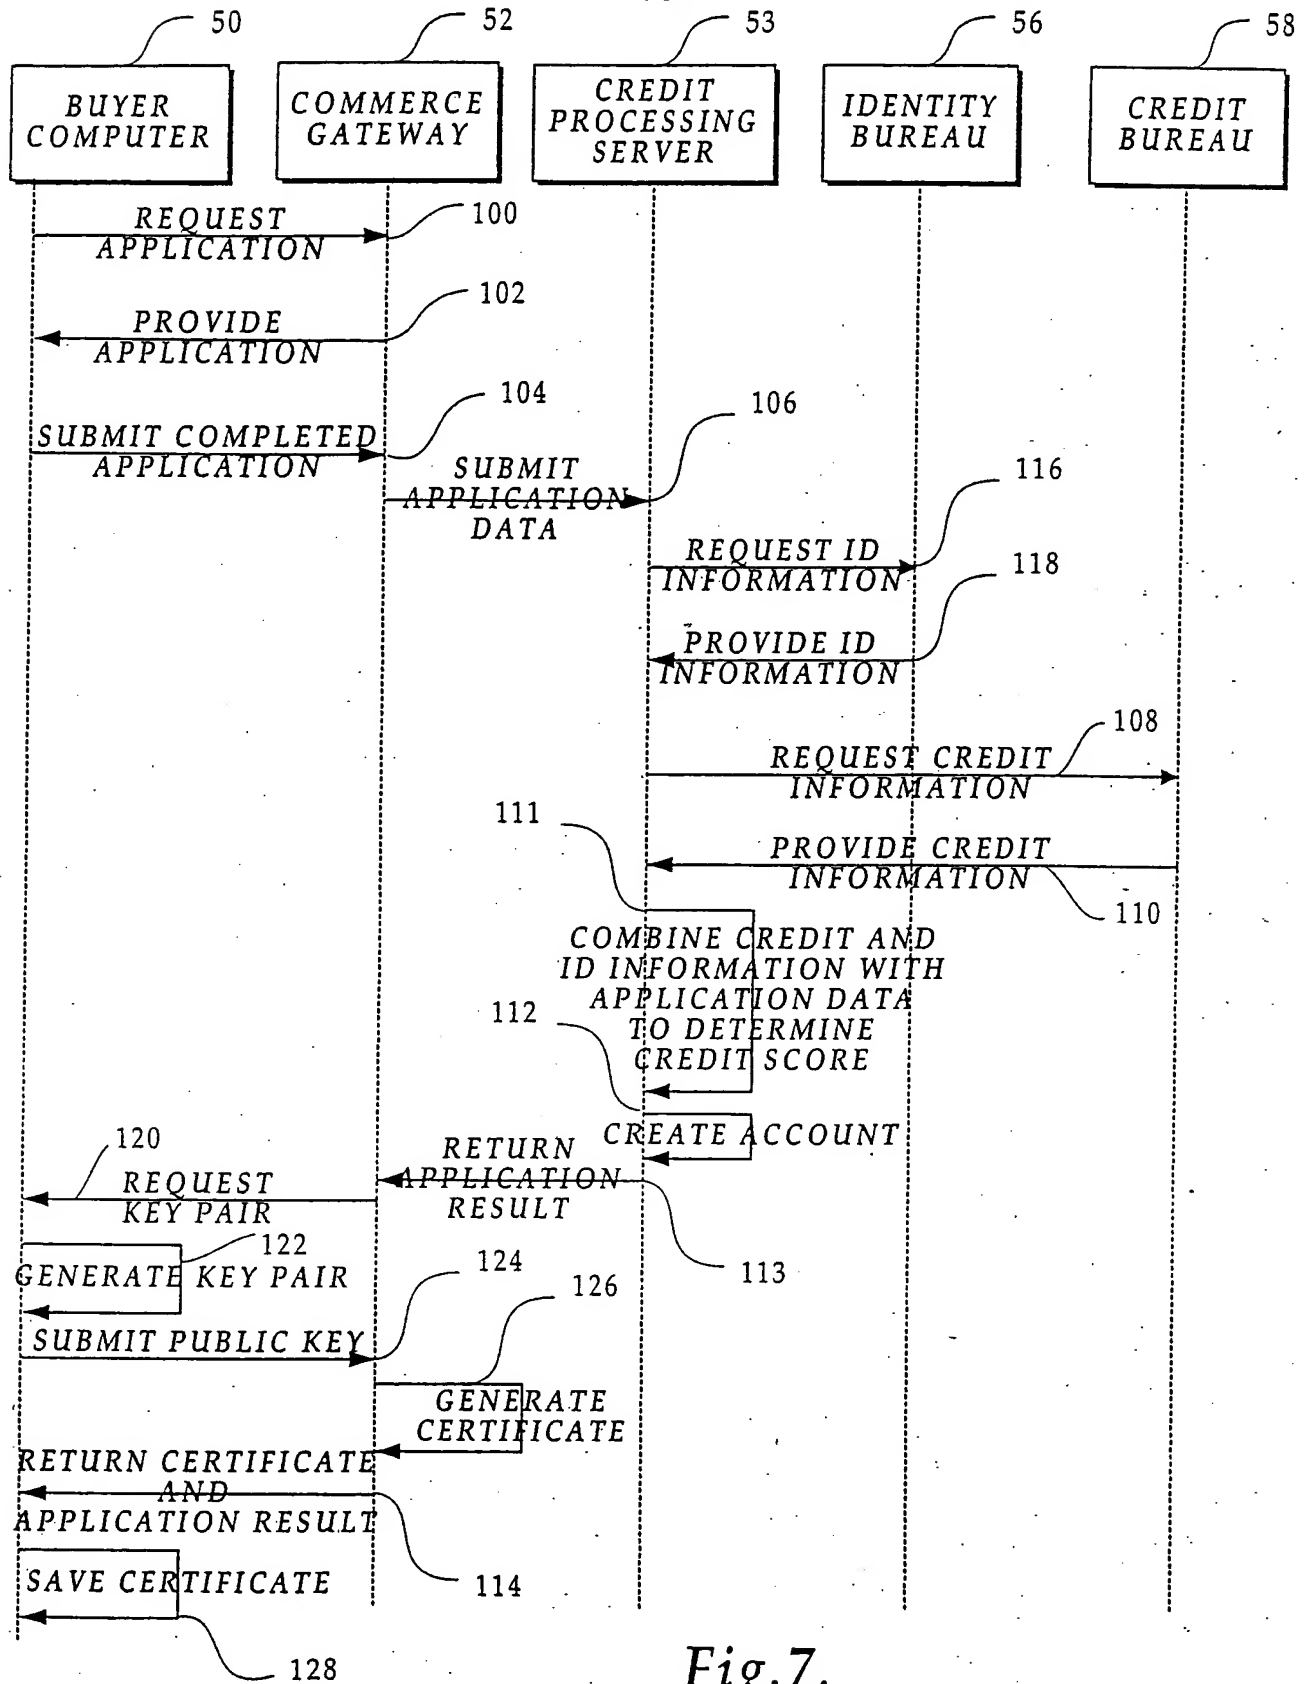 50
52
53
56
58
BUYER
COMPUTER
COMMERCE
GATEWAY
CREDIT
PROCESSING
SERVER
IDENTITY
BUREAU
CREDIT
BUREAU
REQUEST
APPLICATION
100
PROVIDE
APPLICATION
102
SUBMIT COMPLETED
APPLICATION
104
SUBMIT
APPLICATION
DATA
106
REQUEST ID
INFORMATION
116
PROVIDE ID
INFORMATION
118
REQUEST CREDIT
INFORMATION
108
PROVIDE CREDIT
INFORMATION
110
111
COMBINE CREDIT AND
ID INFORMATION WITH
APPLICATION DATA
TO DETERMINE
CREDIT SCORE
112
CREATE ACCOUNT
RETURN
APPLICATION
RESULT
113
120
REQUEST
KEY PAIR
122
GENERATE KEY PAIR
SUBMIT PUBLIC KEY
124
126
GENERATE
CERTIFICATE
RETURN CERTIFICATE
AND
APPLICATION RESULT
114
SAVE CERTIFICATE
128
Fig.7.